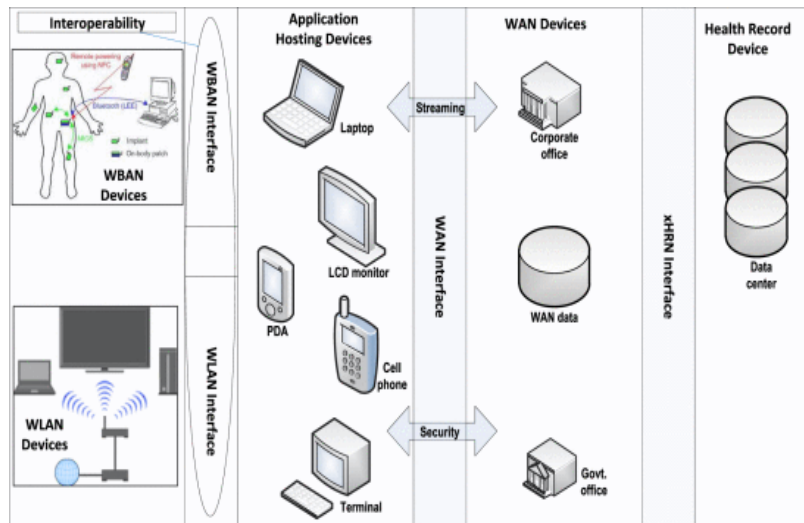 Interoperability
Application
Hosting Devices
WAN Devices
Health Record
Device
Remote powering
using NFC
Bluetooth (LEE)
MICS
Implant
On-body patch
WBAN
Devices
WBAN Interface
Laptop
Streaming
Corporate
office
LCD monitor
PDA
WAN Interface
WAN data
xHRN Interface
Data
center
WLAN
Devices
WLAN Interface
Cell
phone
Security
Terminal
Govt.
office